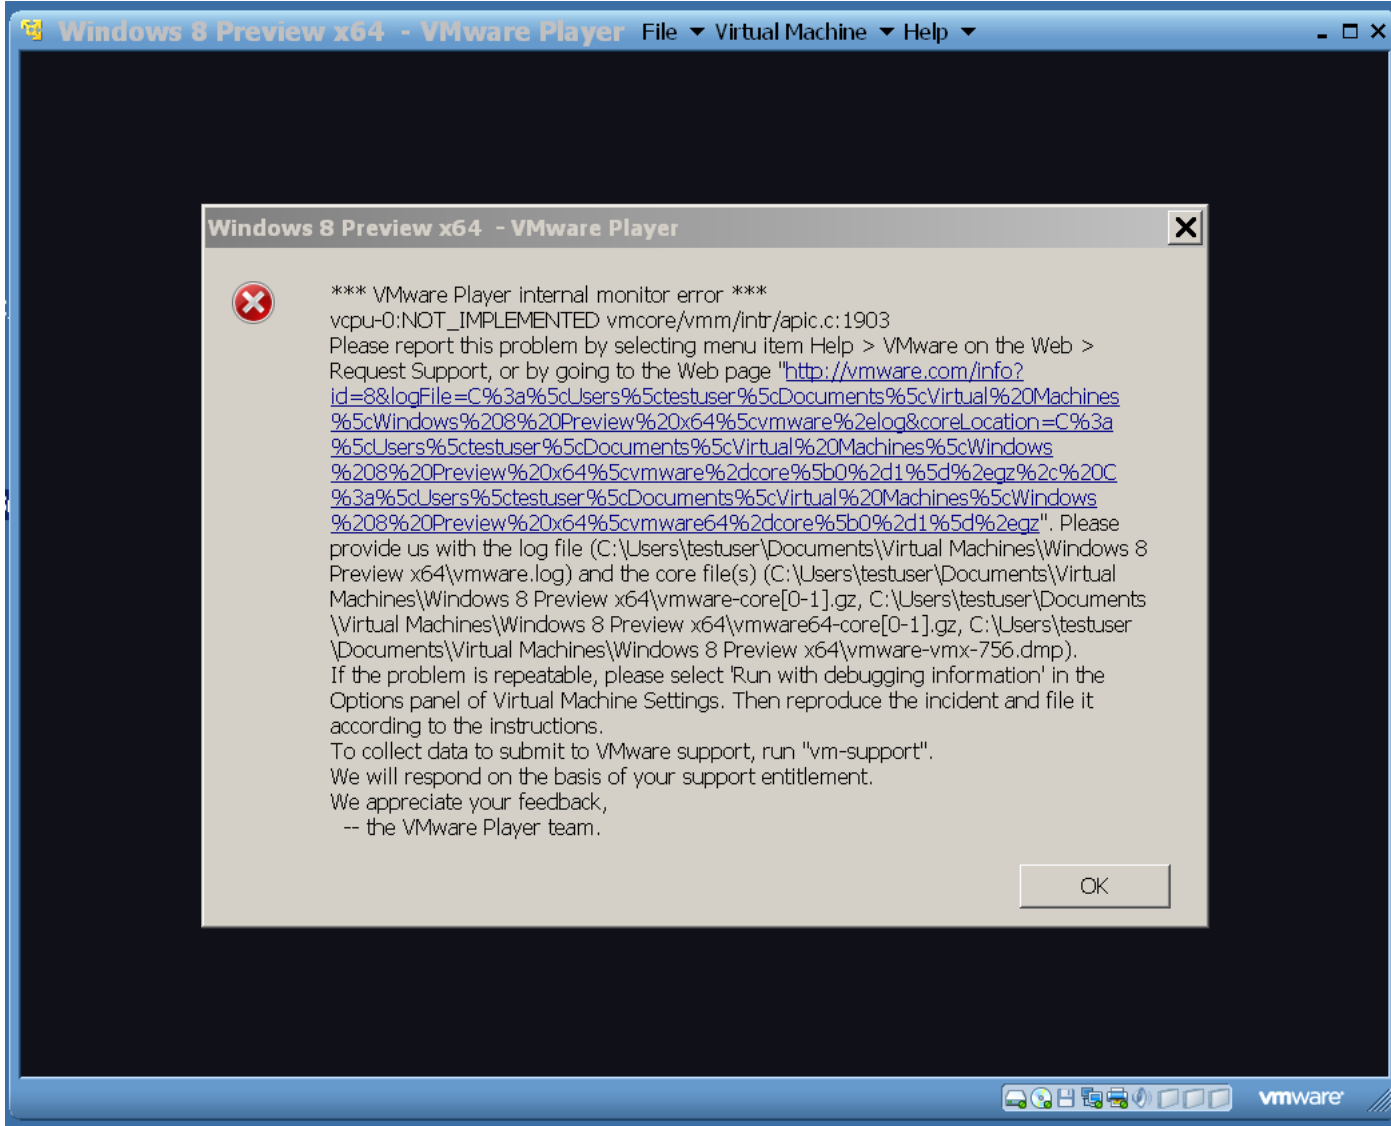 Windows 8 Preview x64 - VMware Player File Virtual Machine Help
Windows 8 Preview x64 - VMware Player
*** VMware Player internal monitor error ***
vcpu-0:NOT_IMPLEMENTED vmcore/vmm/intr/apic.c:1903
Please report this problem by selecting menu item Help > VMware on the Web >
Request Support, or by going to the Web page "http://vmware.com/info?
id=8&logFile=C%3a%5cUsers%5ctestuser%5cDocuments%5cVirtual%20Machines
%5cWindows%208%20Preview%20x64%5cvmware%2elog&coreLocation=C%3a
%5cUsers%5ctestuser%5cDocuments%5cVirtual%20Machines%5cWindows
%208%20Preview%20x64%5cvmware%2dcore%5b0%2d1%5d%2egz%2c%20C
%3a%5cUsers%5ctestuser%5cDocuments%5cVirtual%20Machines%5cWindows
%208%20Preview%20x64%5cvmware64%2dcore%5b0%2d1%5d%2egz". Please
provide us with the log file (C:\Users\testuser\Documents\Virtual Machines\Windows 8
Preview x64\vmware.log) and the core file(s) (C:\Users\testuser\Documents\Virtual
Machines\Windows 8 Preview x64\vmware-core[0-1].gz, C:\Users\testuser\Documents
\Virtual Machines\Windows 8 Preview x64\vmware64-core[0-1].gz, C:\Users\testuser
\Documents\Virtual Machines\Windows 8 Preview x64\vmware-vmx-756.dmp).
If the problem is repeatable, please select 'Run with debugging information' in the
Options panel of Virtual Machine Settings. Then reproduce the incident and file it
according to the instructions.
To collect data to submit to VMware support, run "vm-support".
We will respond on the basis of your support entitlement.
We appreciate your feedback,
-- the VMware Player team.
OK
vmware